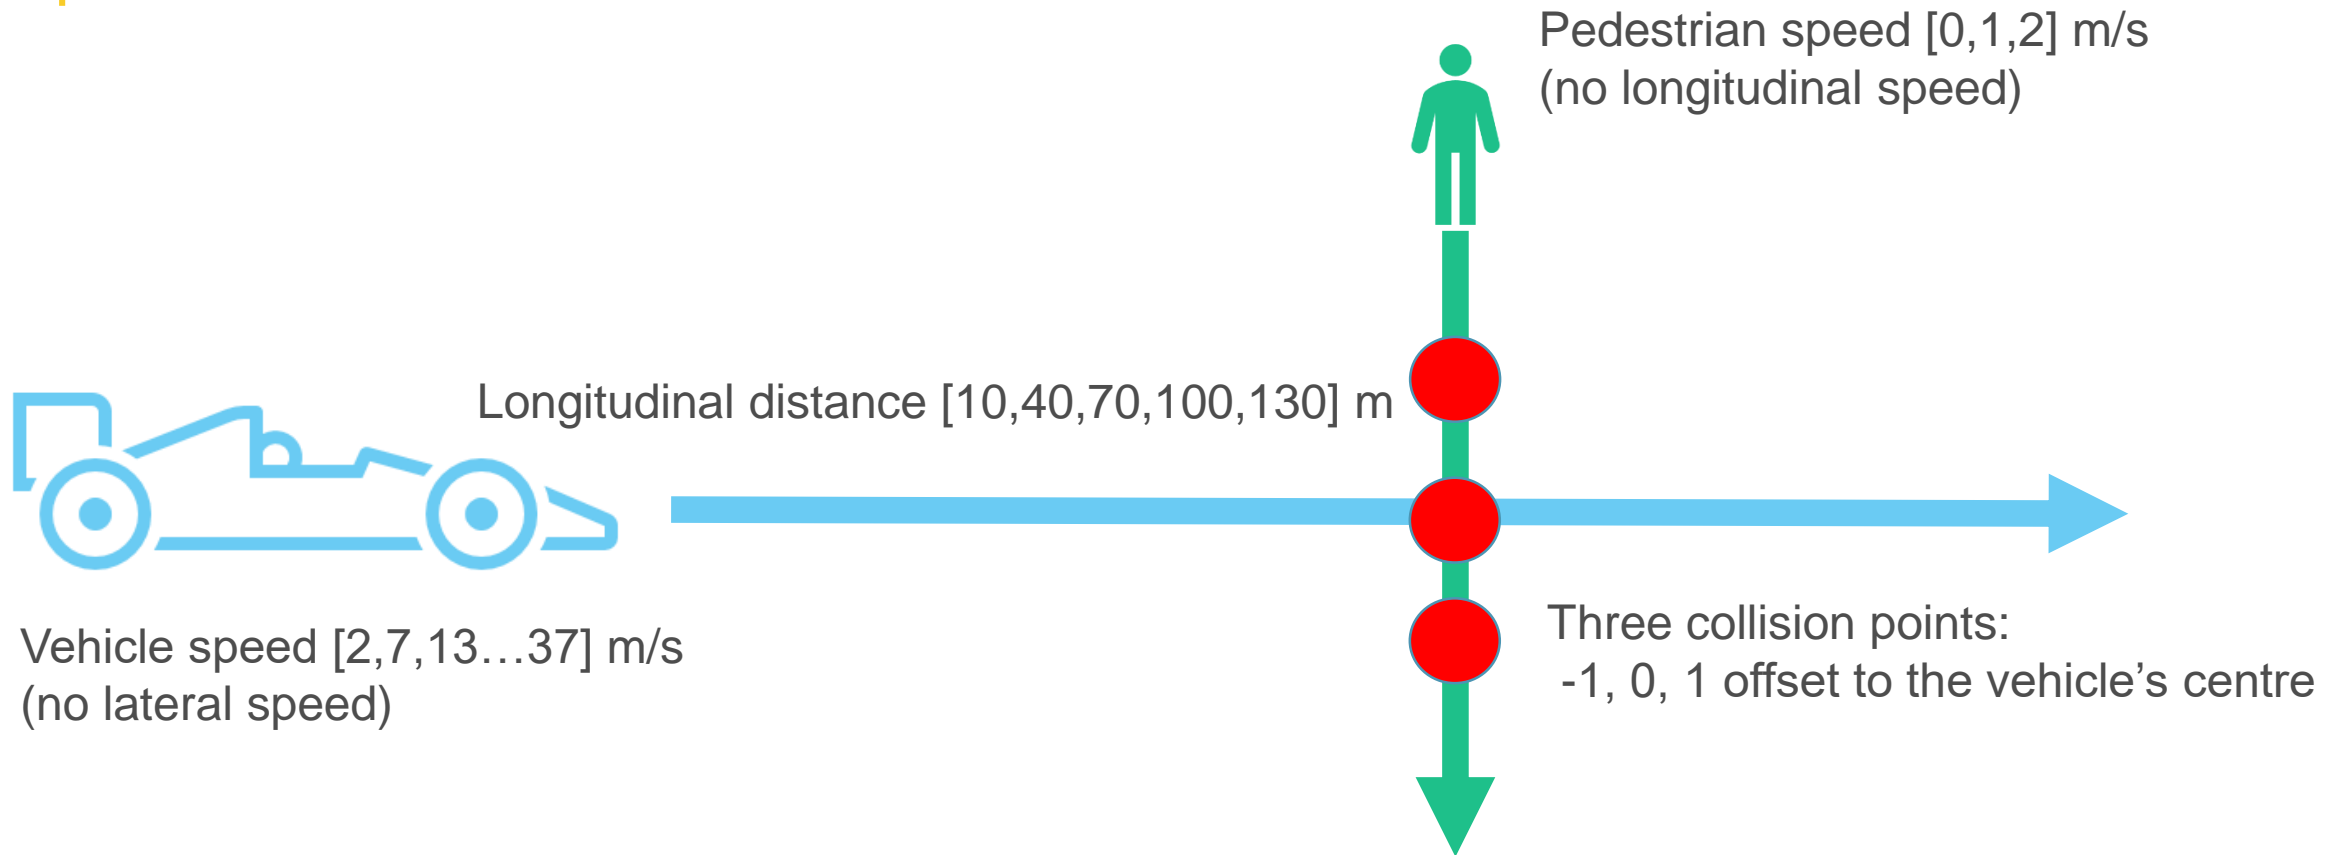 Pedestrian speed [0,1,2] m/s
(no longitudinal speed)
Longitudinal distance [10,40,70,100,130] m
Vehicle speed [2,7,13…37] m/s
(no lateral speed)
Three collision points:
-1, 0, 1 offset to the vehicle’s centre